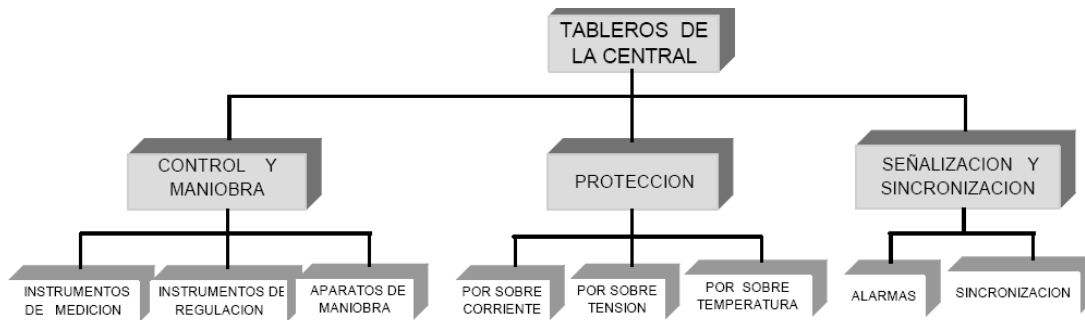 TABLEROS DE
LA CENTRAL
CONTROL Y
MANIOBRA
PROTECCION
SEÑALIZACION Y
SINCRONIZACION
INSTRUMENTOS
DE MEDICION
INSTRUMENTOS DE
REGULACION
APARATOS DE
MANIOBRA
POR SOBRE
CORRIENTE
POR SOBRE
TENSION
POR SOBRE
TEMPERATURA
ALARMAS
SINCRONIZACION